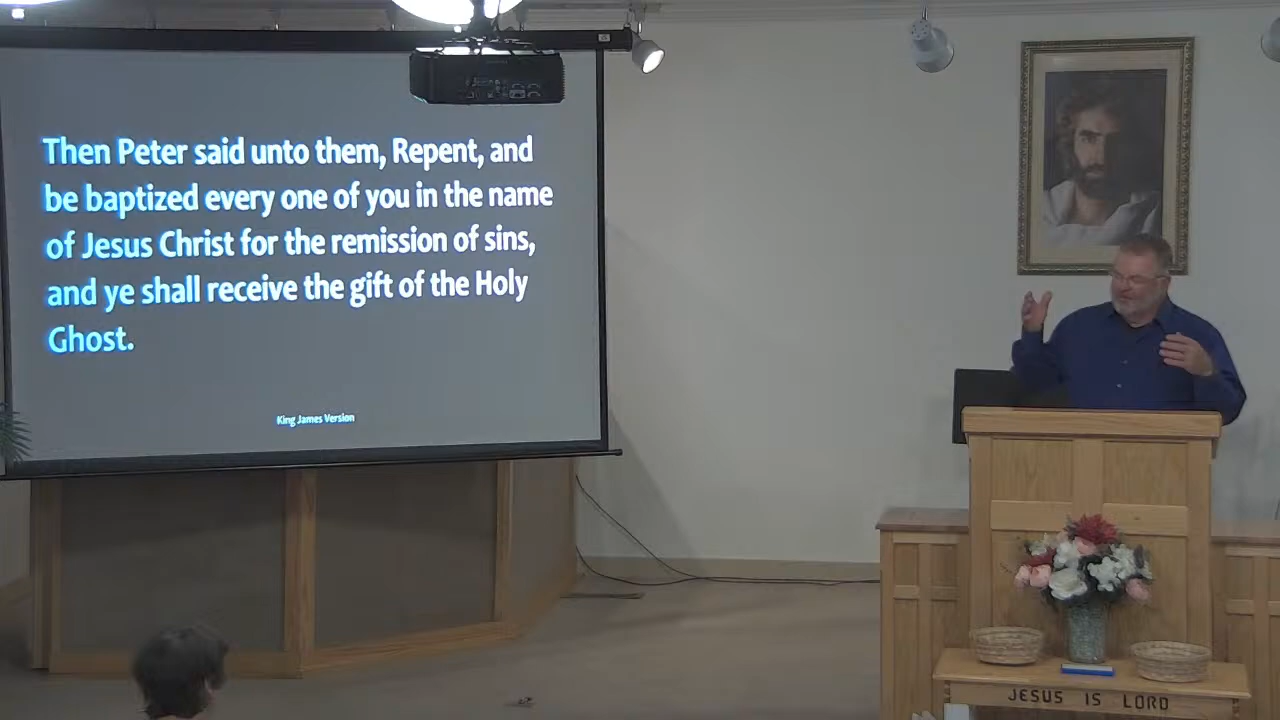 Then Peter said unto them, Repent, and
be baptized every one of you in the name
of Jesus Christ for the remission of sins,
and ye shall receive the gift of the Holy
Ghost.
King James Version
JESUS IS LORD